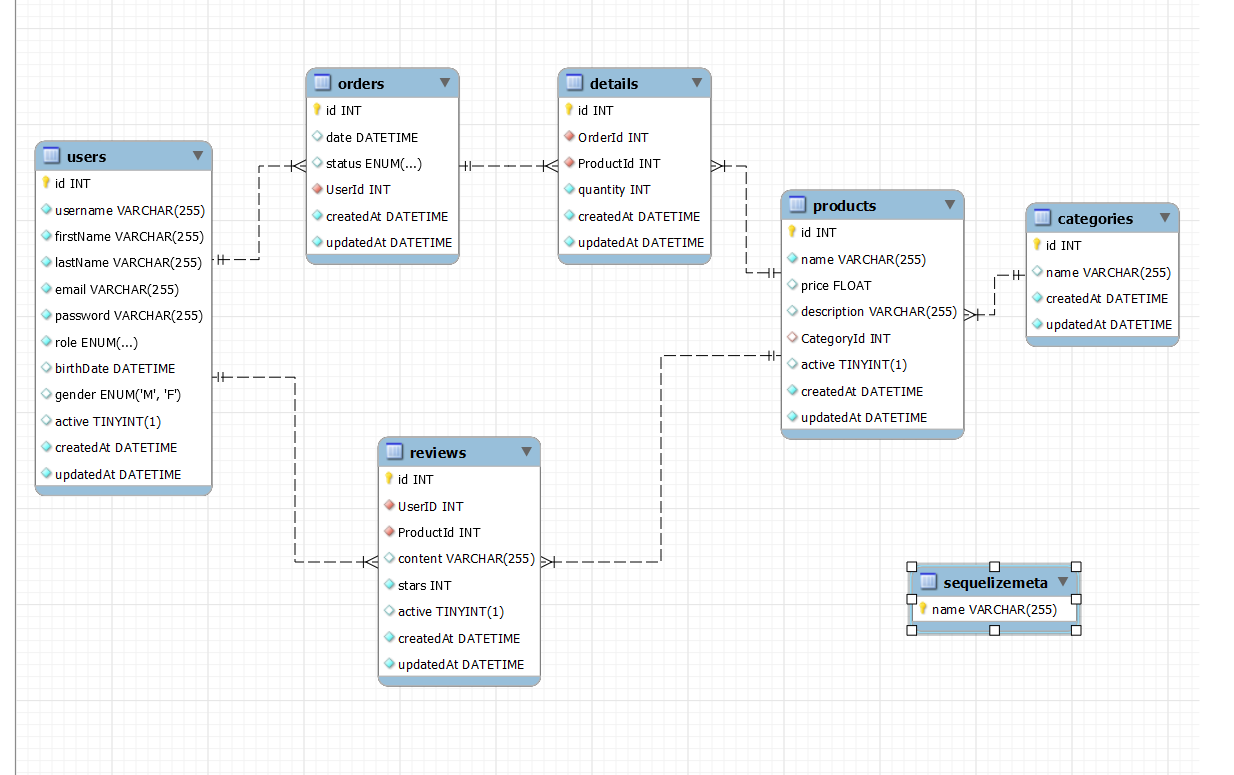 users
id INT
username VARCHAR(255)
firstName VARCHAR(255)
lastName VARCHAR(255)
email VARCHAR(255)
password VARCHAR(255)
role ENUM(...)
birthDate DATETIME
gender ENUM('M', 'F')
active TINYINT(1)
createdAt DATETIME
updatedAt DATETIME
orders
id INT
date DATETIME
status ENUM(...)
UserId INT
createdAt DATETIME
updatedAt DATETIME
details
id INT
OrderId INT
ProductId INT
quantity INT
createdAt DATETIME
updatedAt DATETIME
products
id INT
name VARCHAR(255)
price FLOAT
description VARCHAR(255)
CategoryId INT
active TINYINT(1)
createdAt DATETIME
updatedAt DATETIME
categories
id INT
name VARCHAR(255)
createdAt DATETIME
updatedAt DATETIME
reviews
id INT
UserID INT
ProductId INT
content VARCHAR(255)
stars INT
active TINYINT(1)
createdAt DATETIME
updatedAt DATETIME
sequelizemeta
name VARCHAR(255)